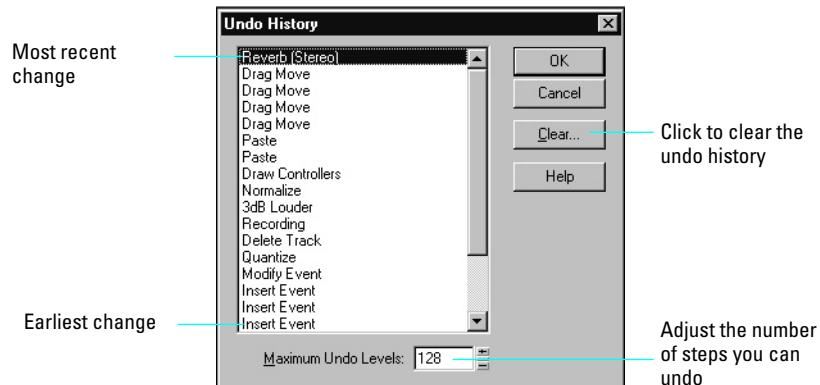 Undo History
Most recent
change
Reverb (Stereo)
Drag Move
Drag Move
Drag Move
Drag Move
Paste
Paste
Draw Controllers
Normalize
3dB Louder
Recording
Delete Track
Quantize
Modify Event
Insert Event
Insert Event
Insert Event
OK
Cancel
Clear...
Help
Click to clear the
undo history
Earliest change
Maximum Undo Levels: 128
Adjust the number
of steps you can
undo